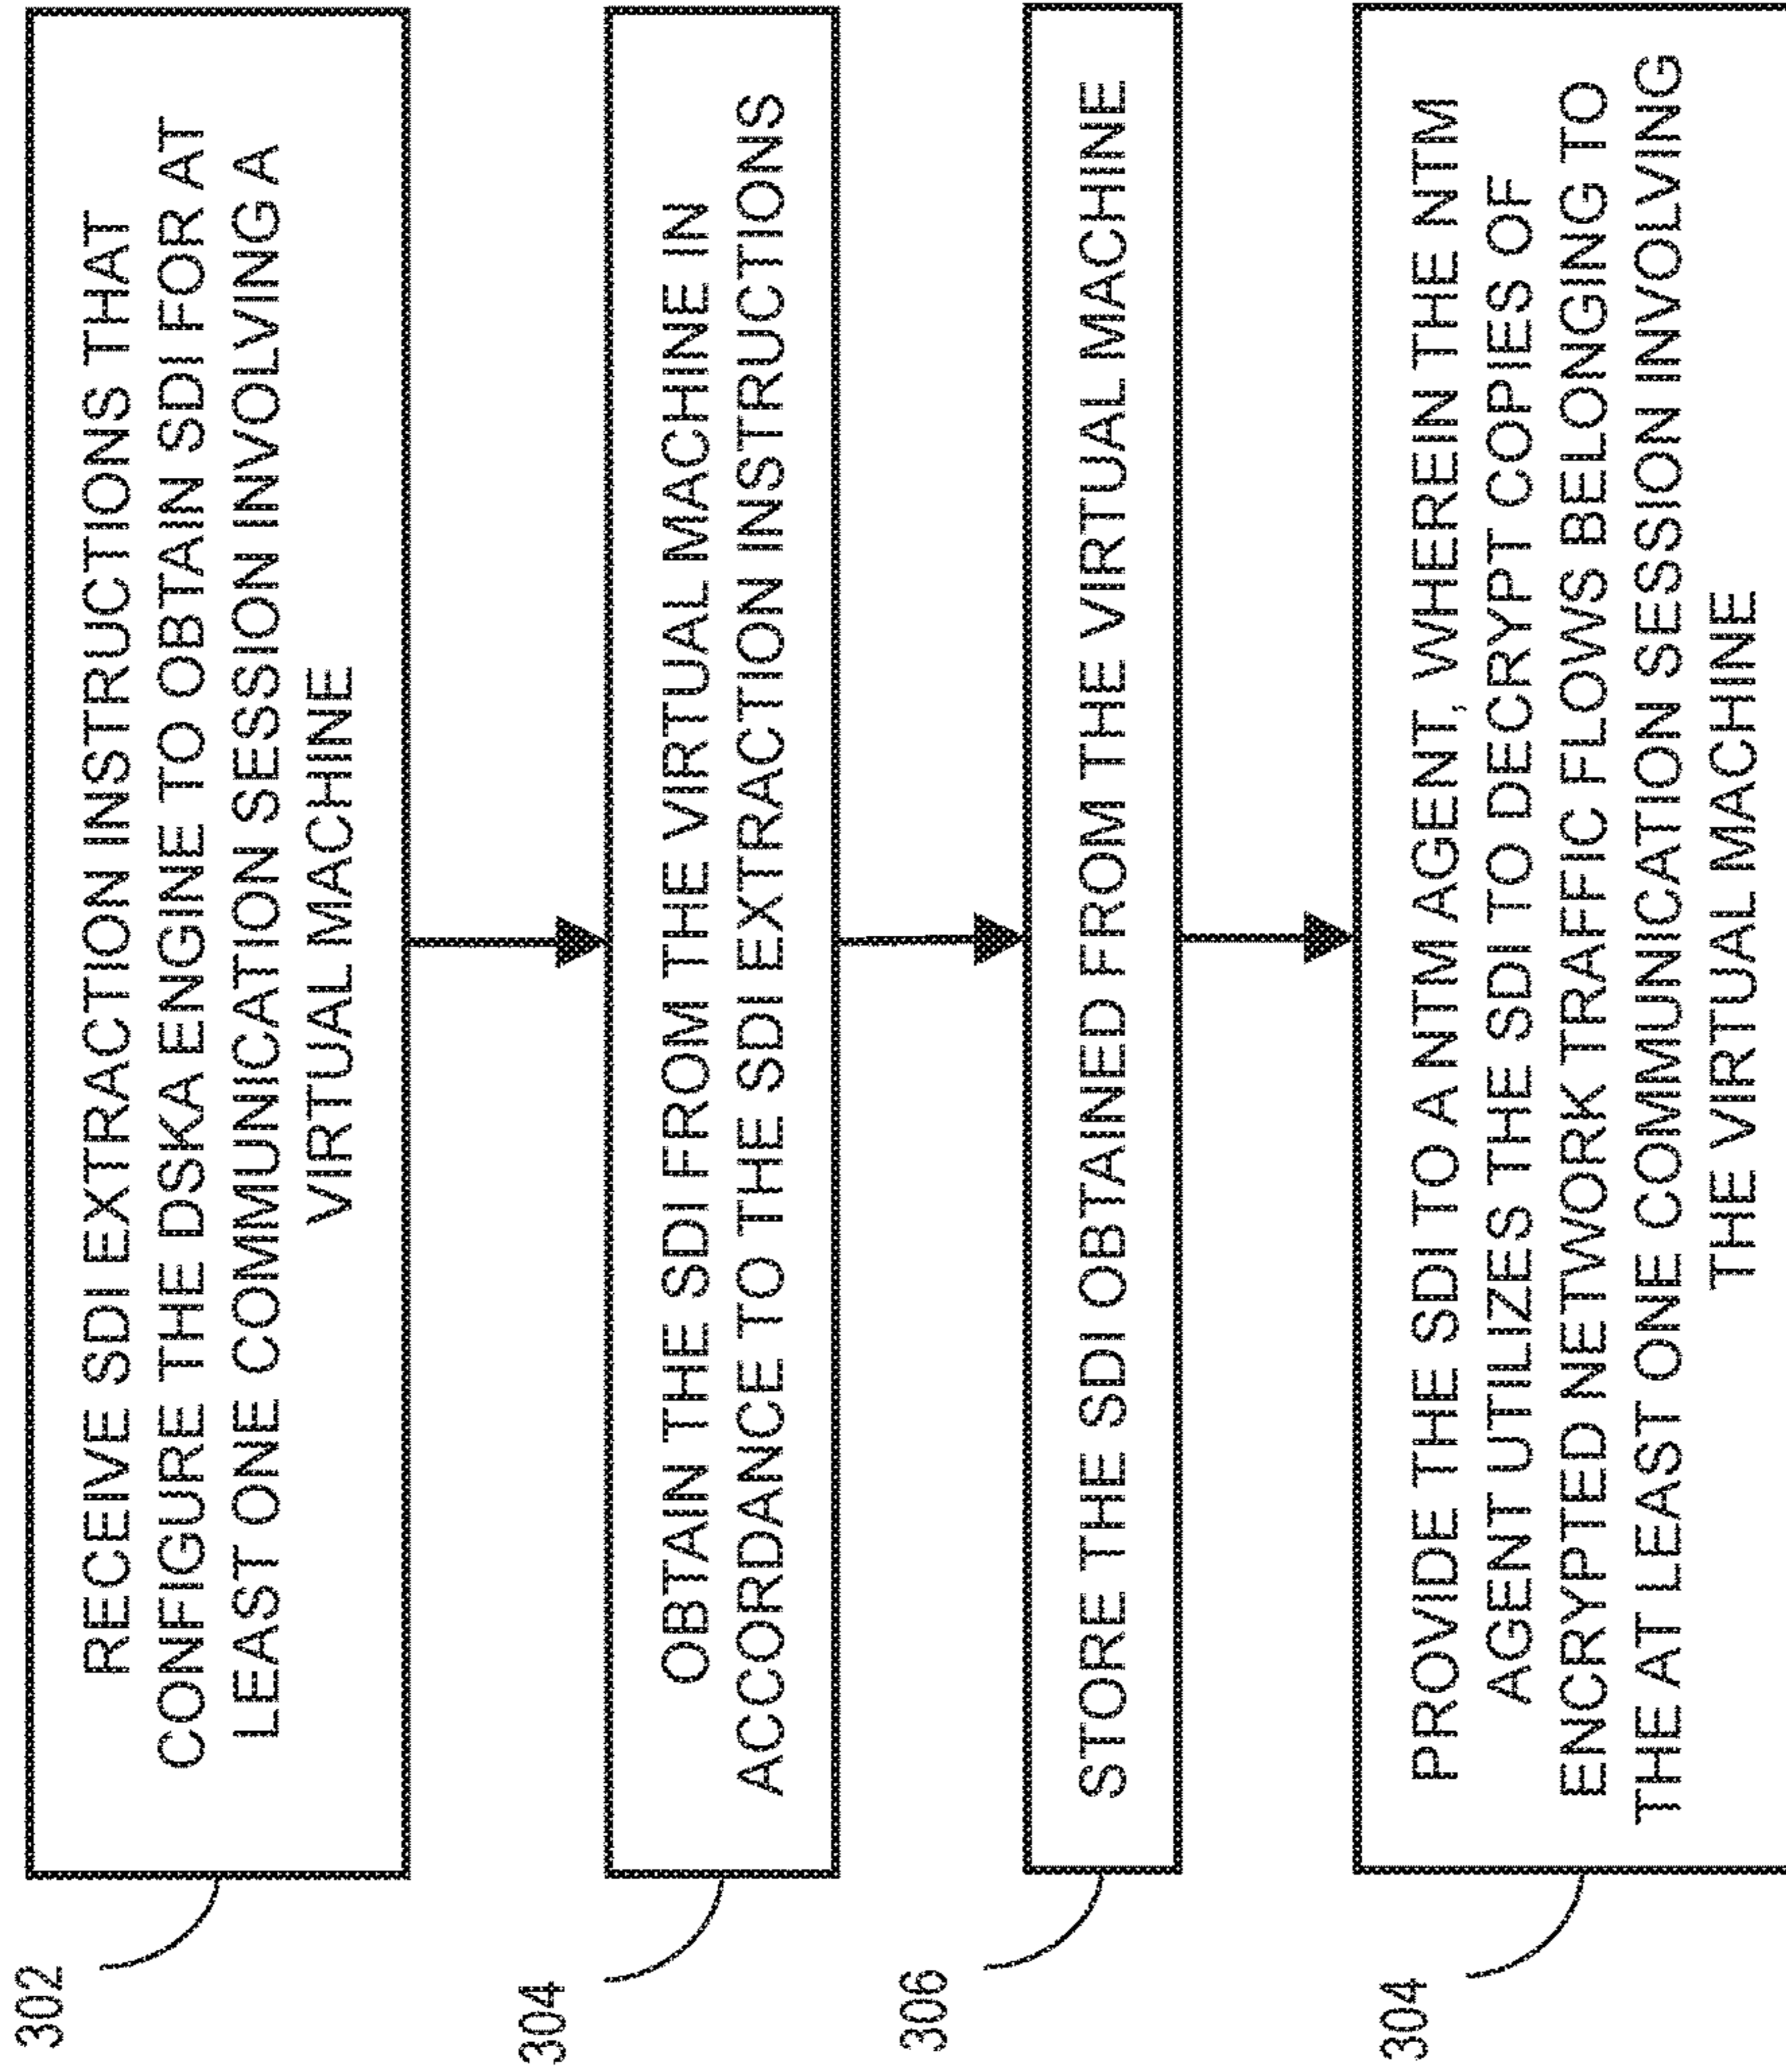 302
RECEIVE SDI EXTRACTION INSTRUCTIONS THAT
CONFIGURE THE DSKA ENGINE TO OBTAIN SDI FOR AT
LEAST ONE COMMUNICATION SESSION INVOLVING A
VIRTUAL MACHINE
304
OBTAIN THE SDI FROM THE VIRTUAL MACHINE IN
ACCORDANCE TO THE SDI EXTRACTION INSTRUCTIONS
306
STORE THE SDI OBTAINED FROM THE VIRTUAL MACHINE
304
PROVIDE THE SDI TO A NTM AGENT, WHEREIN THE NTM
AGENT UTILIZES THE SDI TO DECRYPT COPIES OF
ENCRYPTED NETWORK TRAFFIC FLOWS BELONGING TO
THE AT LEAST ONE COMMUNICATION SESSION INVOLVING
THE VIRTUAL MACHINE